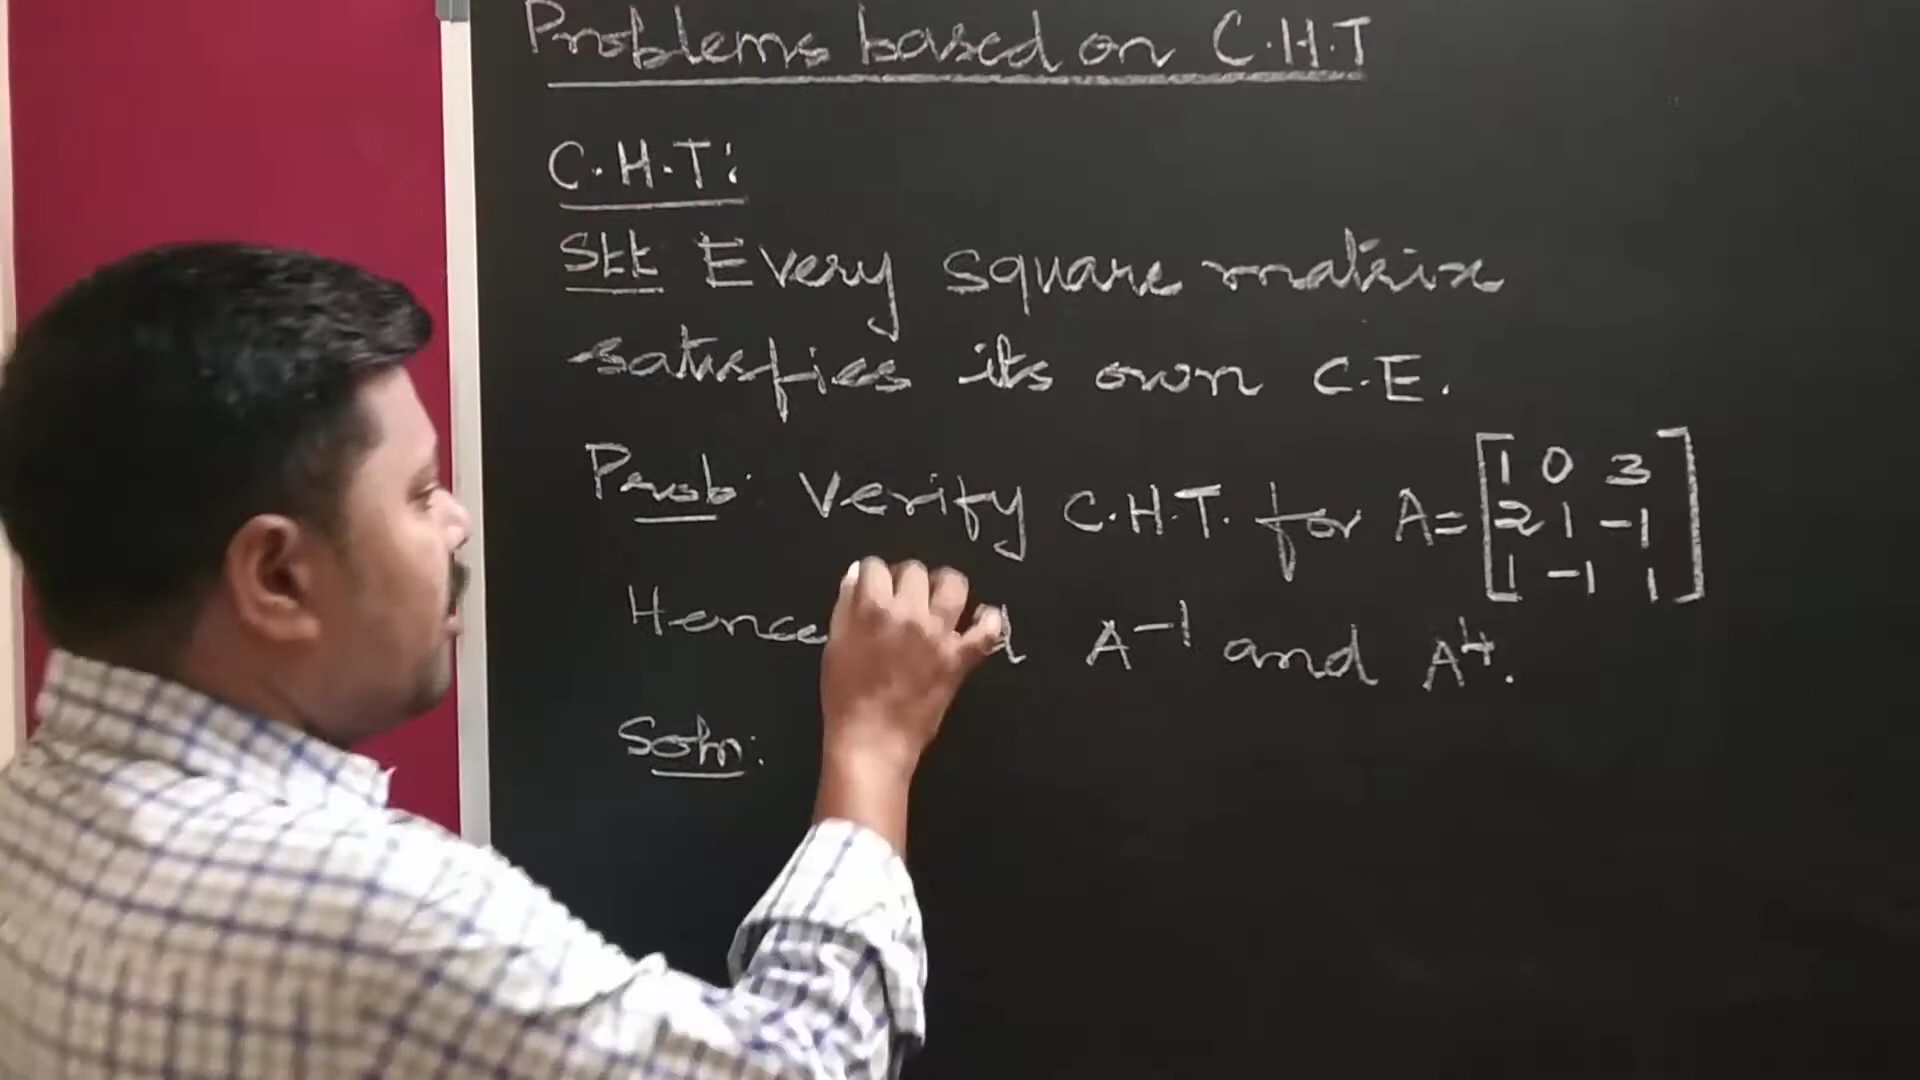 Problems based on C.H.T
C.H.T:
Stt Every square matrix
satisfies its own C.E.
Prob: Verify C.H.T. for A = [1 0 3
2 1 -1
1 -1 1]
Hence A⁻¹ and A⁴.
Soln: